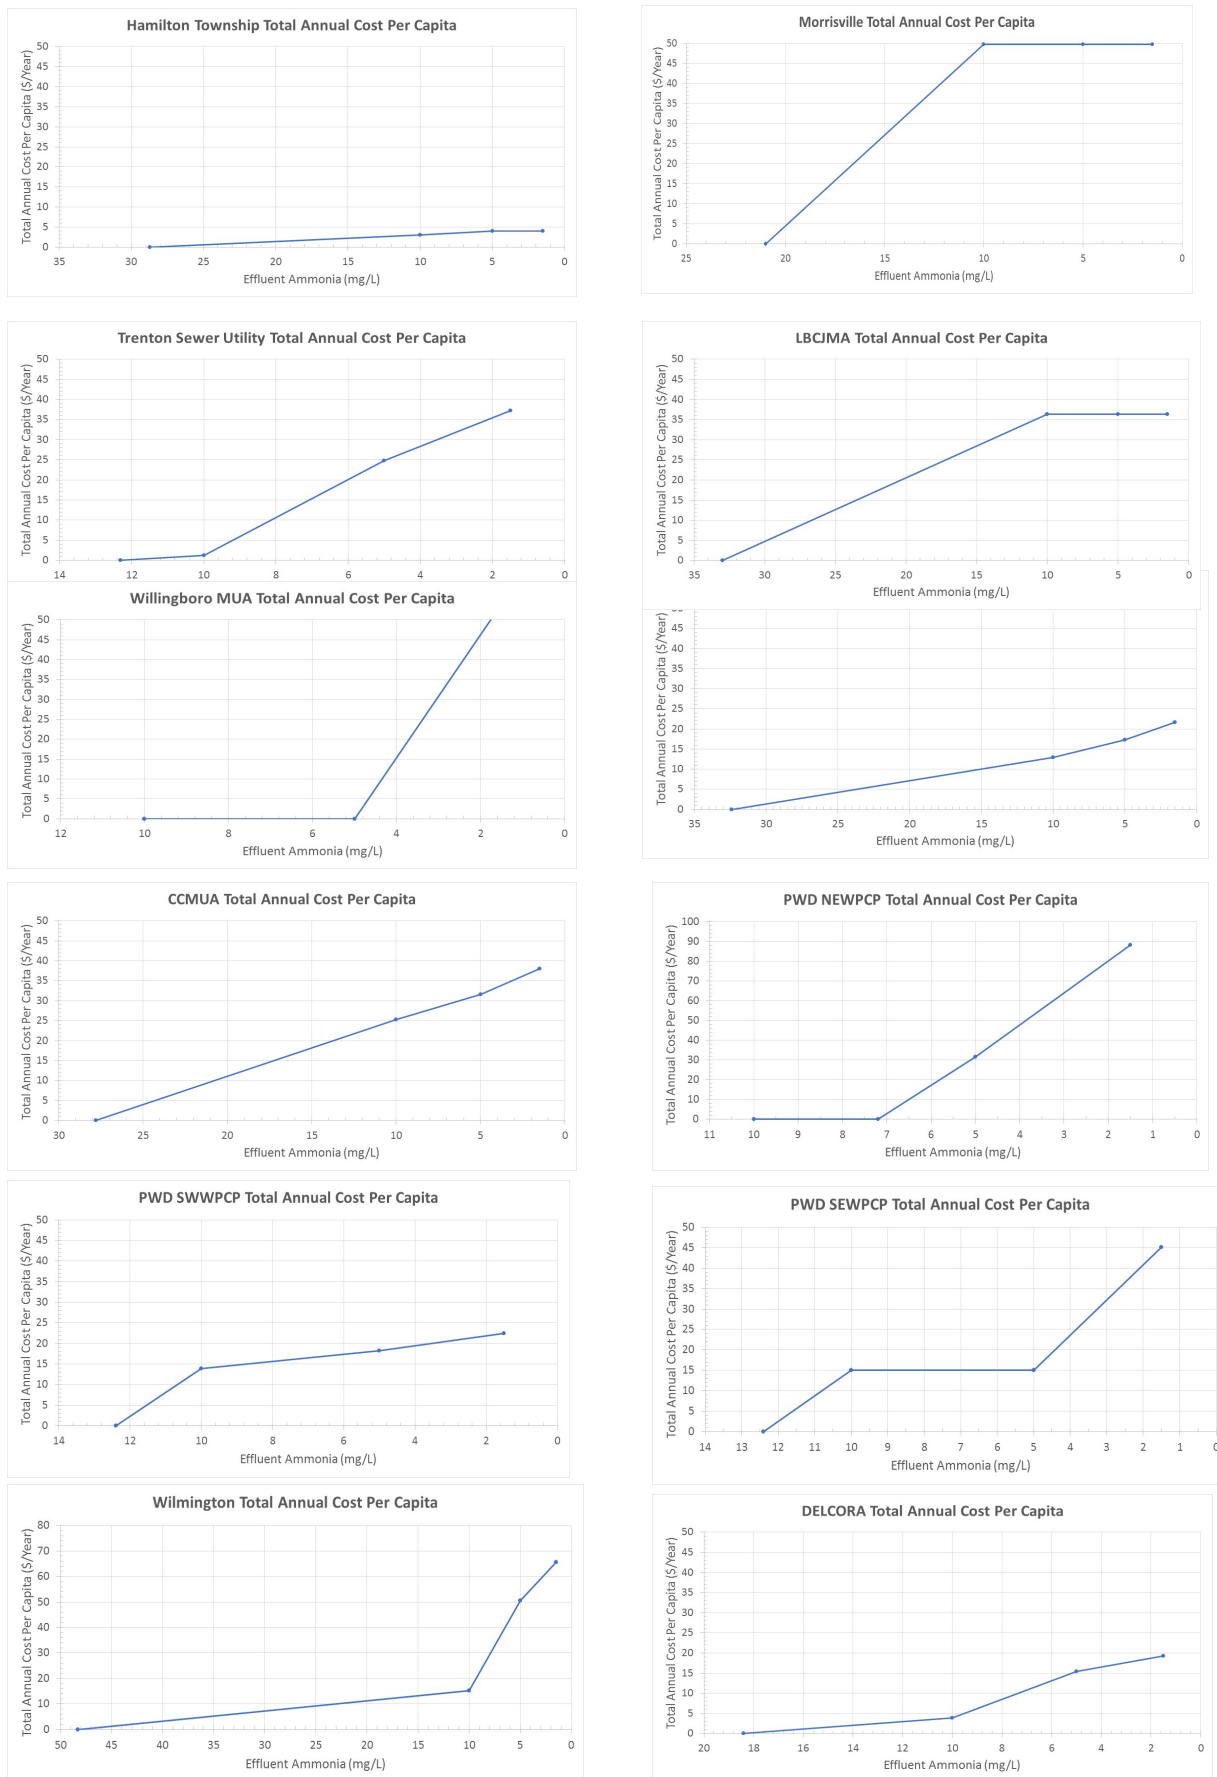 Hamilton Township Total Annual Cost Per Capita
Total Annual Cost Per Capita ($/Year)
50
45
40
35
30
25
20
15
10
5
0
35 30 25 20 15 10 5 0
Effluent Ammonia (mg/L)
Morrisville Total Annual Cost Per Capita
Total Annual Cost Per Capita ($/Year)
50
45
40
35
30
25
20
15
10
5
0
25 20 15 10 5 0
Effluent Ammonia (mg/L)
Trenton Sewer Utility Total Annual Cost Per Capita
Total Annual Cost Per Capita ($/Year)
50
45
40
35
30
25
20
15
10
5
0
14 12 10 8 6 4 2 0
LBCJMA Total Annual Cost Per Capita
Total Annual Cost Per Capita ($/Year)
50
45
40
35
30
25
20
15
10
5
0
35 30 25 20 15 10 5 0
Effluent Ammonia (mg/L)
Willingboro MUA Total Annual Cost Per Capita
Total Annual Cost Per Capita ($/Year)
50
45
40
35
30
25
20
15
10
5
0
12 10 8 6 4 2 0
Effluent Ammonia (mg/L)
Total Annual Cost Per Capita ($/Year)
50
45
40
35
30
25
20
15
10
5
0
35 30 25 20 15 10 5 0
Effluent Ammonia (mg/L)
CCMUA Total Annual Cost Per Capita
Total Annual Cost Per Capita ($/Year)
50
45
40
35
30
25
20
15
10
5
0
30 25 20 15 10 5 0
Effluent Ammonia (mg/L)
PWD NEWPCP Total Annual Cost Per Capita
Total Annual Cost Per Capita ($/Year)
100
90
80
70
60
50
40
30
20
10
0
11 10 9 8 7 6 5 4 3 2 1 0
Effluent Ammonia (mg/L)
PWD SWWPCP Total Annual Cost Per Capita
Total Annual Cost Per Capita ($/Year)
50
45
40
35
30
25
20
15
10
5
0
14 12 10 8 6 4 2 0
Effluent Ammonia (mg/L)
PWD SEWPCP Total Annual Cost Per Capita
Total Annual Cost Per Capita ($/Year)
50
45
40
35
30
25
20
15
10
5
0
14 13 12 11 10 9 8 7 6 5 4 3 2 1 0
Effluent Ammonia (mg/L)
Wilmington Total Annual Cost Per Capita
Total Annual Cost Per Capita ($/Year)
80
70
60
50
40
30
20
10
0
50 45 40 35 30 25 20 15 10 5 0
Effluent Ammonia (mg/L)
DELCORA Total Annual Cost Per Capita
Total Annual Cost Per Capita ($/Year)
50
45
40
35
30
25
20
15
10
5
0
20 18 16 14 12 10 8 6 4 2 0
Effluent Ammonia (mg/L)